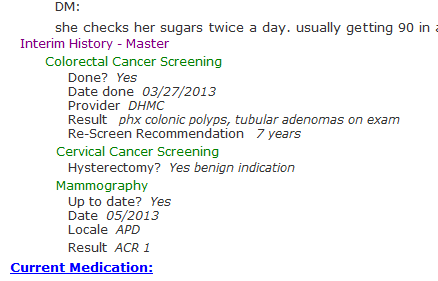 DM:
she checks her sugars twice a day. usually getting 90 in
Interim History - Master
Colorectal Cancer Screening
Done? Yes
Date done 03/27/2013
Provider DHMC
Result phx colonic polyps, tubular adenomas on exam
Re-Screen Recommendation 7 years
Cervical Cancer Screening
Hysterectomy? Yes benign indication
Mammography
Up to date? Yes
Date 05/2013
Locale APD
Result ACR 1
Current Medication: